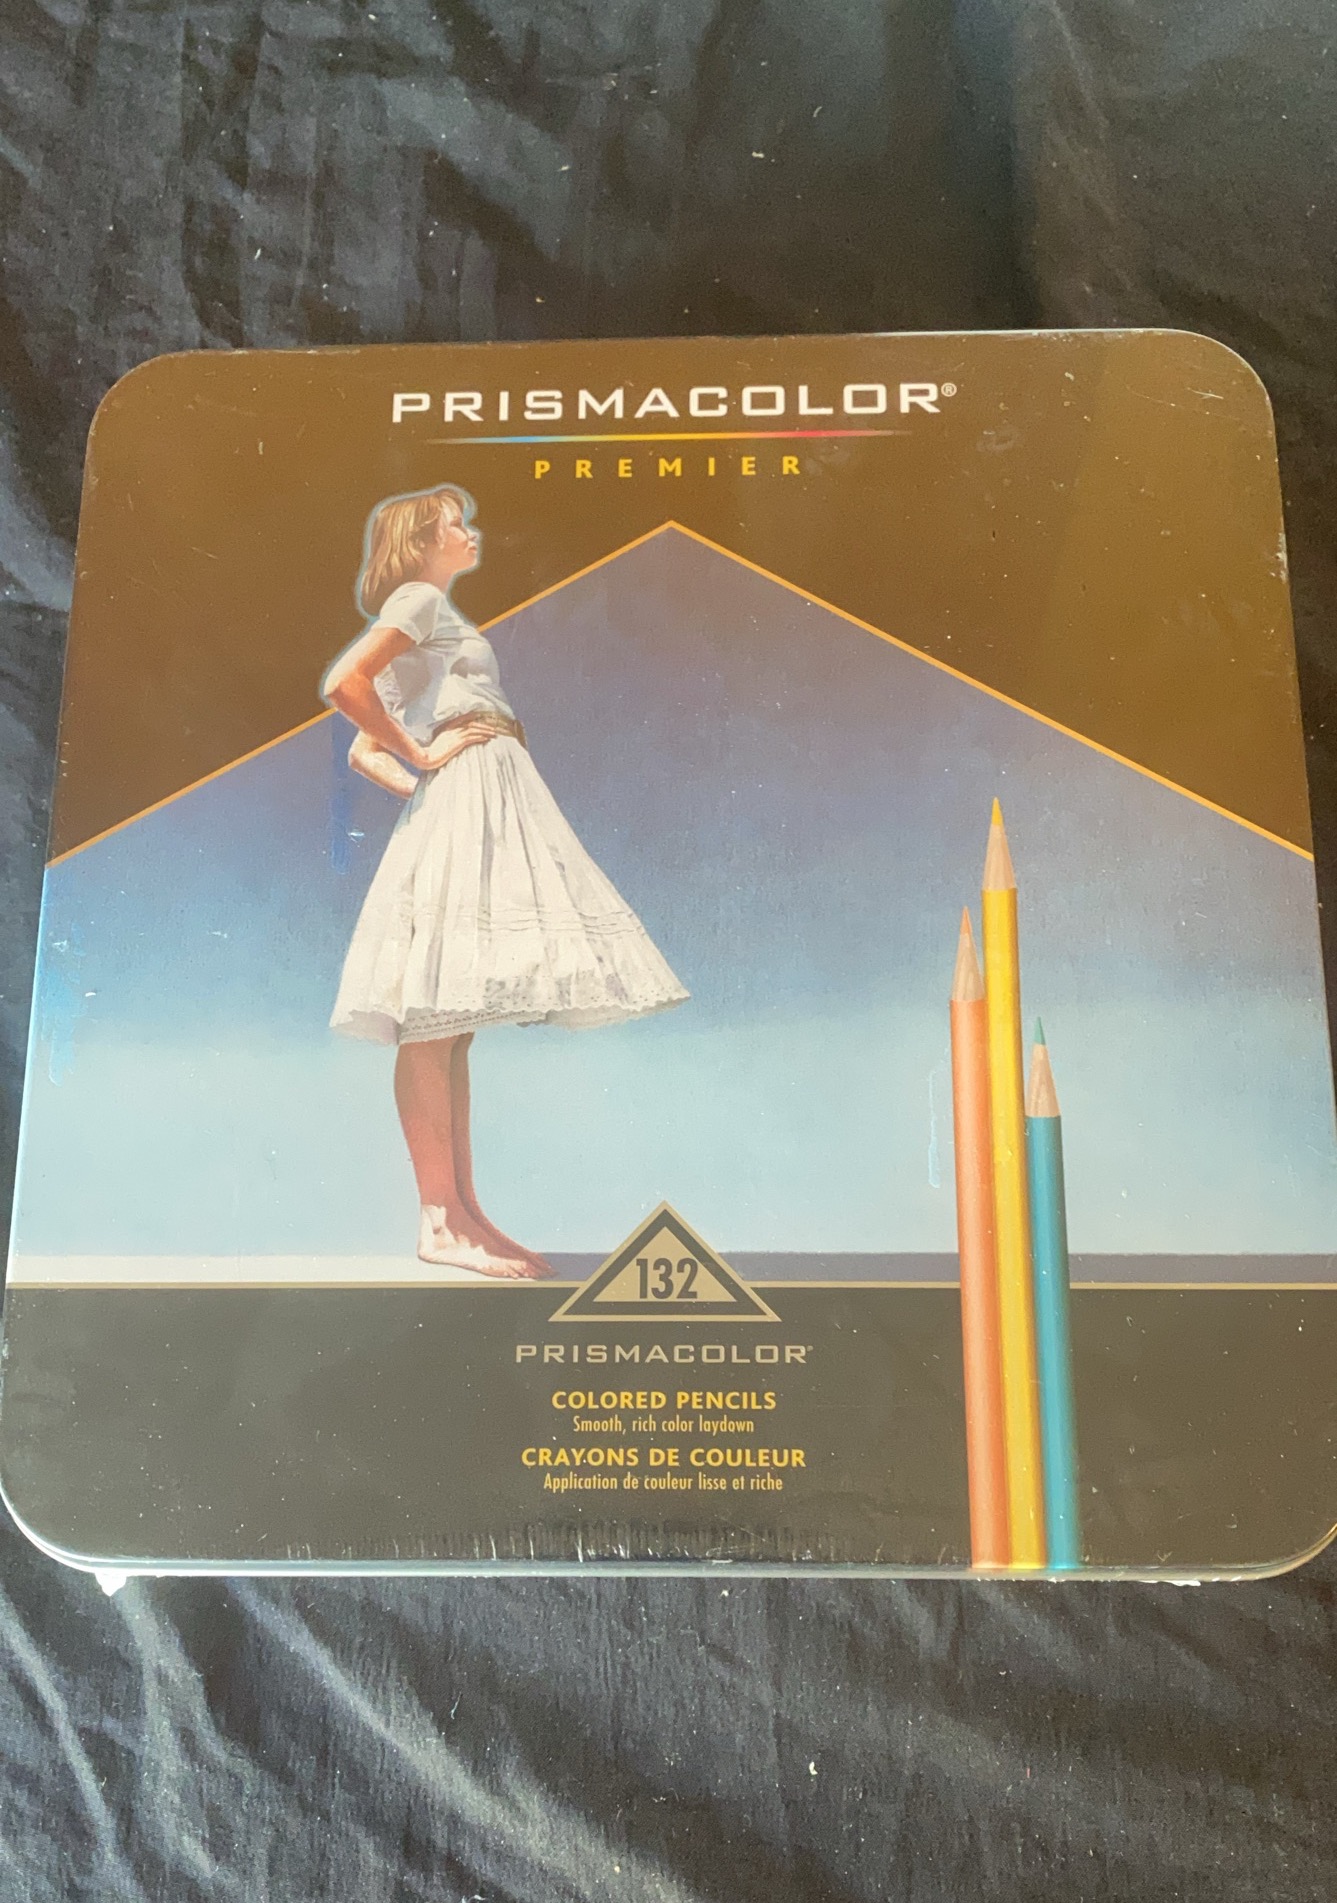 PRISMACOLOR®
PREMIER
132
PRISMACOLOR®
COLORED PENCILS
Smooth, rich color laydown
CRAYONS DE COULEUR
Application de couleur lisse et riche